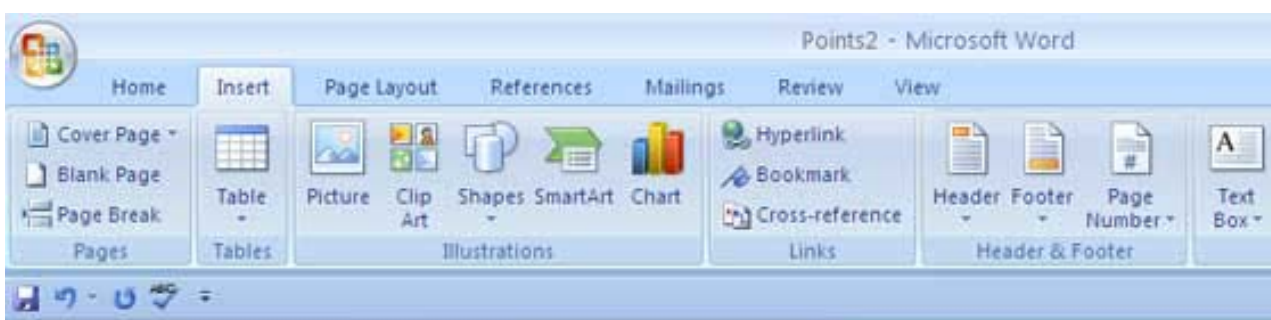 Points2 - Microsoft Word
Home Insert Page Layout References Mailings Review View
Cover Page
Blank Page
Page Break
Pages
Table
Tables
Picture
Clip
Art
Shapes
SmartArt
Chart
Illustrations
Hyperlink
Bookmark
Cross-reference
Links
Header
Footer
Page
Number
#
Header & Footer
A
Text
Box
ABC